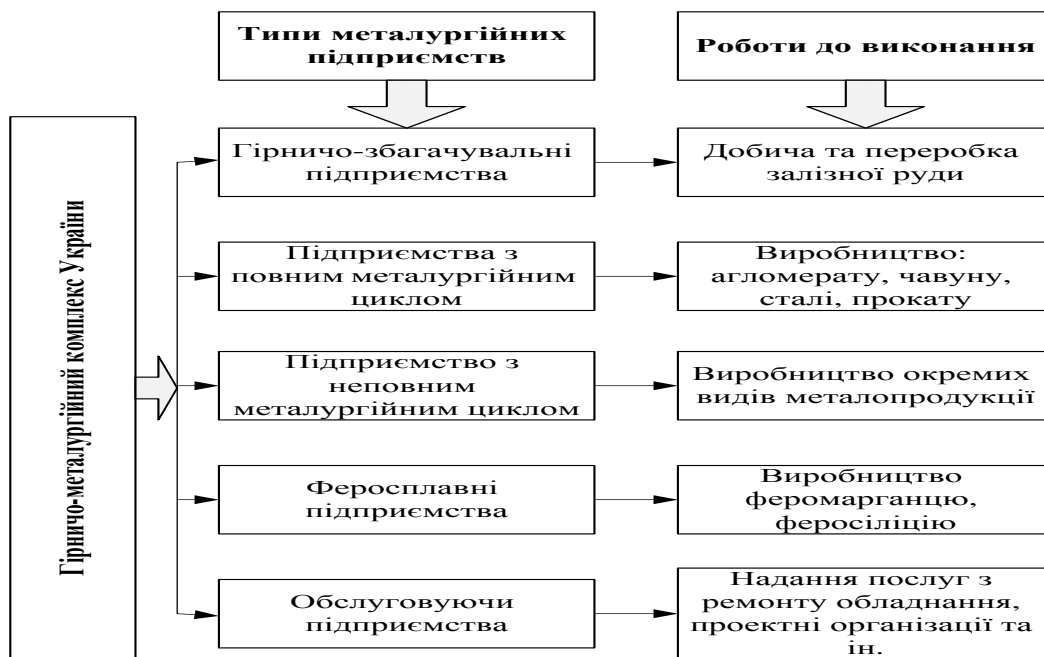 Типи металургійних
підприємств
Роботи до виконання
Гірничо-металургійний комплекс України
Гірничо-збагачувальні
підприємства
Добича та переробка
залізної руди
Підприємства з
повним металургійним
циклом
Виробництво:
агломерату, чавуну,
сталі, прокату
Підприємство з
неповним
металургійним циклом
Виробництво окремих
видів металопродукції
Феросплавні
підприємства
Виробництво
феромарганцю,
феросіліцію
Обслуговуючи
підприємства
Надання послуг з
ремонту обладнання,
проектні організації та
ін.